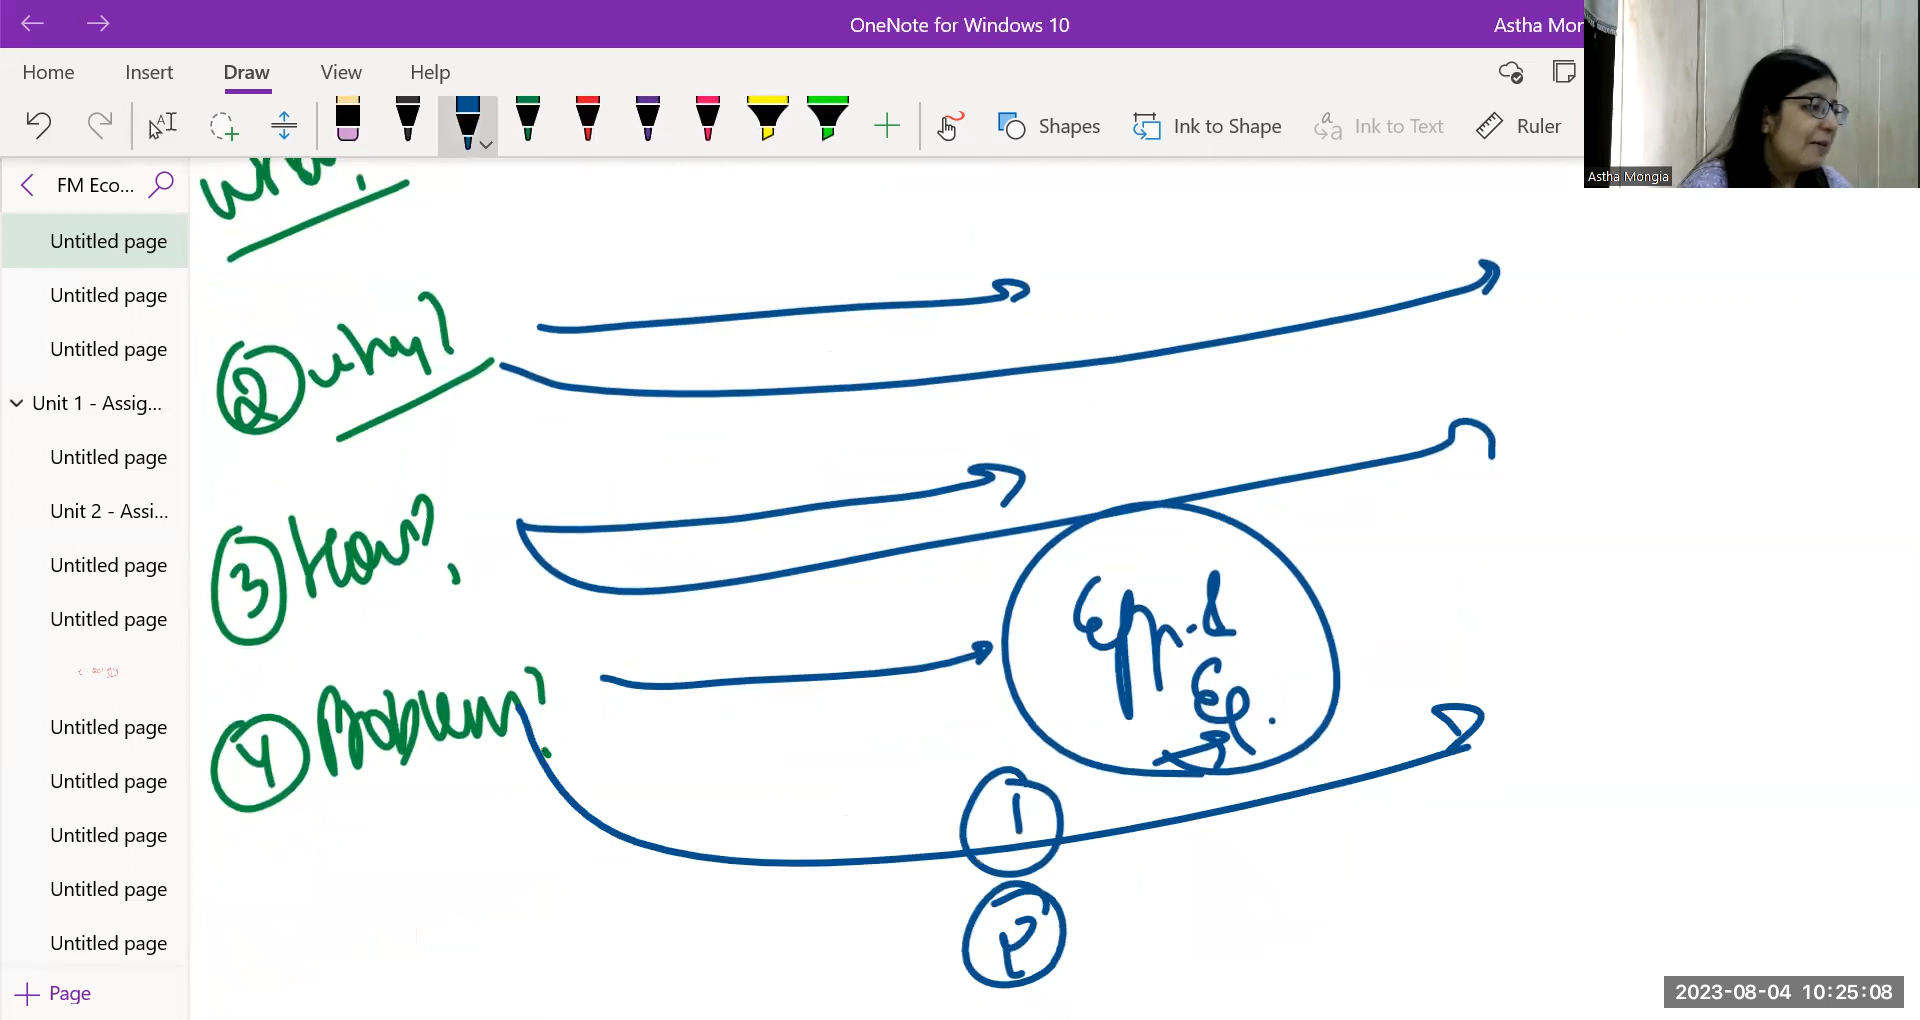 OneNote for Windows 10
Astha Mor
Home Insert Draw View Help
Shapes Ink to Shape Ink to Text Ruler
Astha Mongia
FM Eco...
Untitled page
Untitled page
Untitled page
Unit 1 - Assig...
Untitled page
Unit 2 - Assi...
Untitled page
Untitled page
Untitled page
Untitled page
Untitled page
Untitled page
Untitled page
Page
② why?
③ How?
④ Problem?
Eff. &
Eq.
1
P
2023-08-04 10:25:08